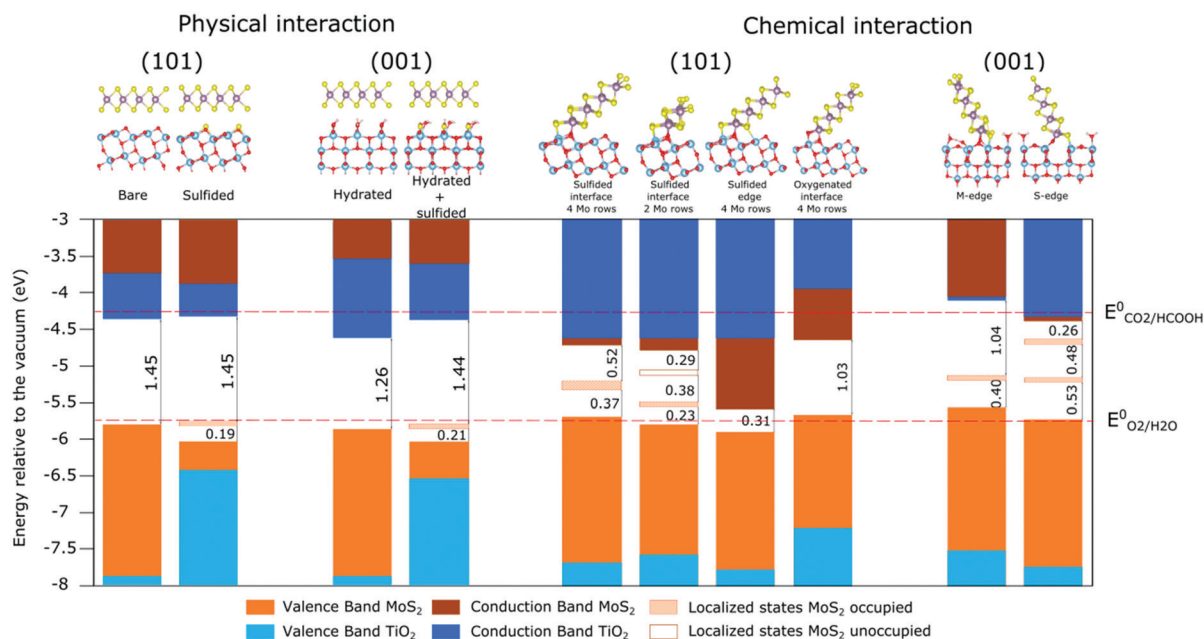 Physical interaction
Chemical interaction
(101)
(001)
(101)
(001)
Bare
Sulfided
Hydrated
Hydrated
+
sulfided
Sulfided
interface
4 Mo rows
Sulfided
interface
2 Mo rows
Sulfided
edge
4 Mo rows
Oxygenated
interface
4 Mo rows
M-edge
S-edge
Energy relative to the vacuum (eV)
-3
-3.5
-4
-4.5
-5
-5.5
-6
-6.5
-7
-7.5
-8
1.45
1.45
0.19
1.26
1.44
0.21
0.52
0.37
0.29
0.38
0.23
0.31
1.03
1.04
0.40
0.26
0.48
0.53
E⁰CO2/HCOOH
E⁰O2/H2O
Valence Band MoS₂
Conduction Band MoS₂
Localized states MoS₂ occupied
Valence Band TiO₂
Conduction Band TiO₂
Localized states MoS₂ unoccupied